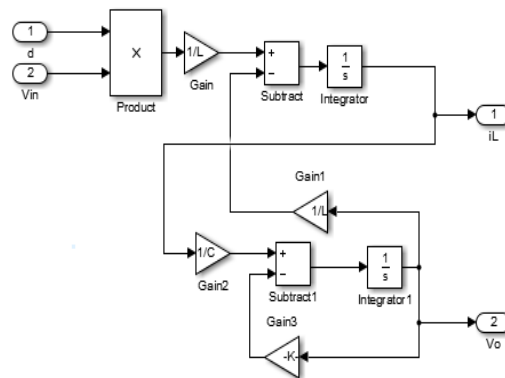 1
d
2
Vin
X
Product
1/L
Gain
+
−
Subtract
1
s
Integrator
1
iL
Gain1
1/L
1/C
Gain2
+
−
Subtract1
1
s
Integrator1
Gain3
-K-
2
Vo